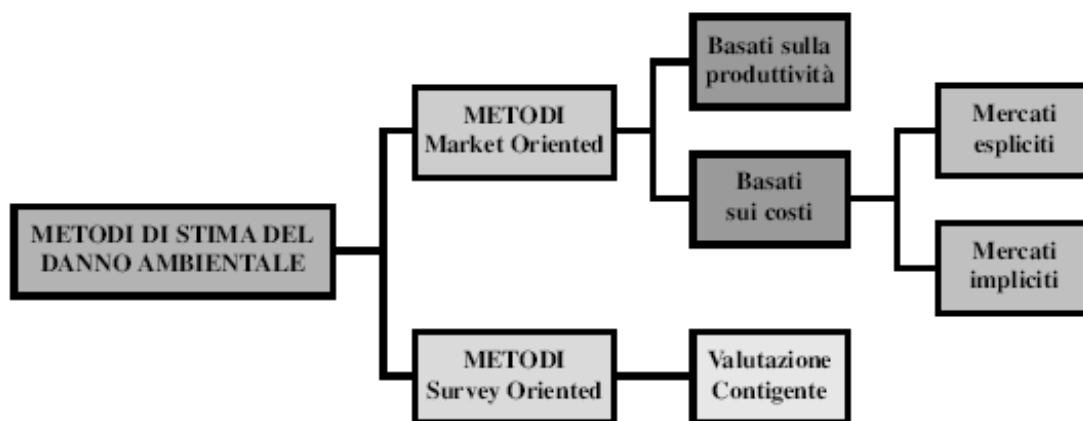 Basati sulla
produttività
METODI
Market Oriented
Mercati
espliciti
Basati
sui costi
METODI DI STIMA DEL
DANNO AMBIENTALE
Mercati
impliciti
METODI
Survey Oriented
Valutazione
Contigente